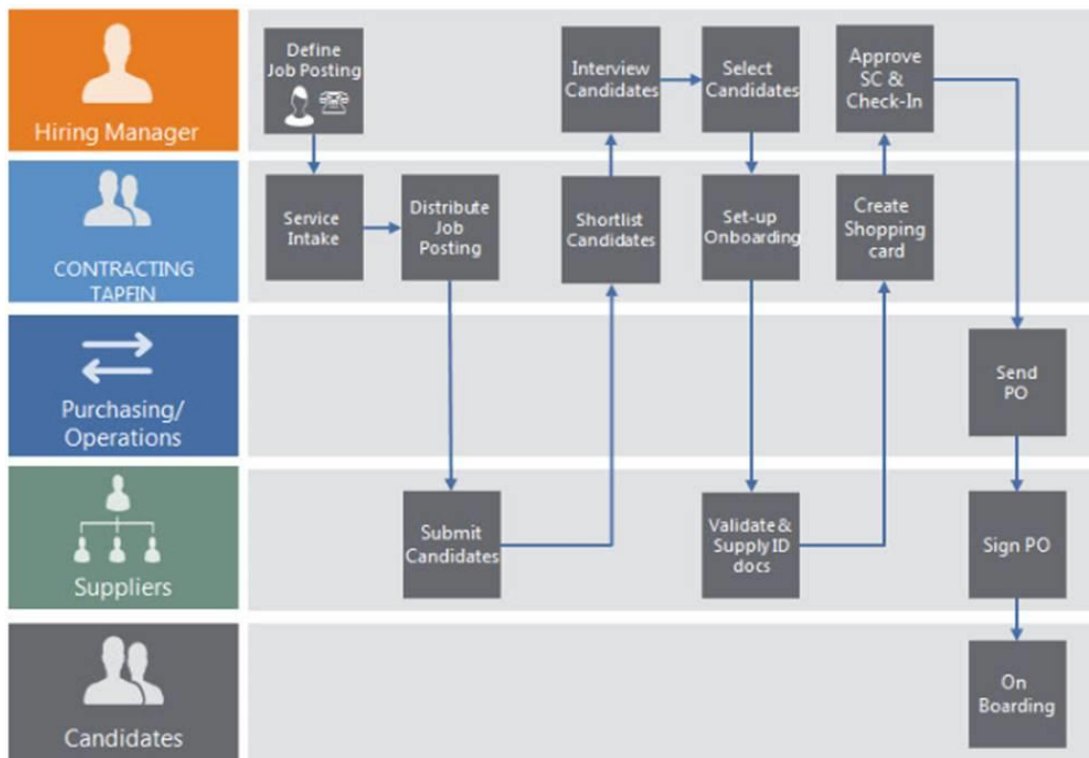 Hiring Manager
Define
Job Posting
Interview
Candidates
Select
Candidates
Approve
SC &
Check-In
CONTRACTING
TAPFIN
Service
Intake
Distribute
Job
Posting
Shortlist
Candidates
Set-up
Onboarding
Create
Shopping
card
Purchasing/
Operations
Send
PO
Suppliers
Submit
Candidates
Validate &
Supply ID
docs
Sign PO
Candidates
On
Boarding